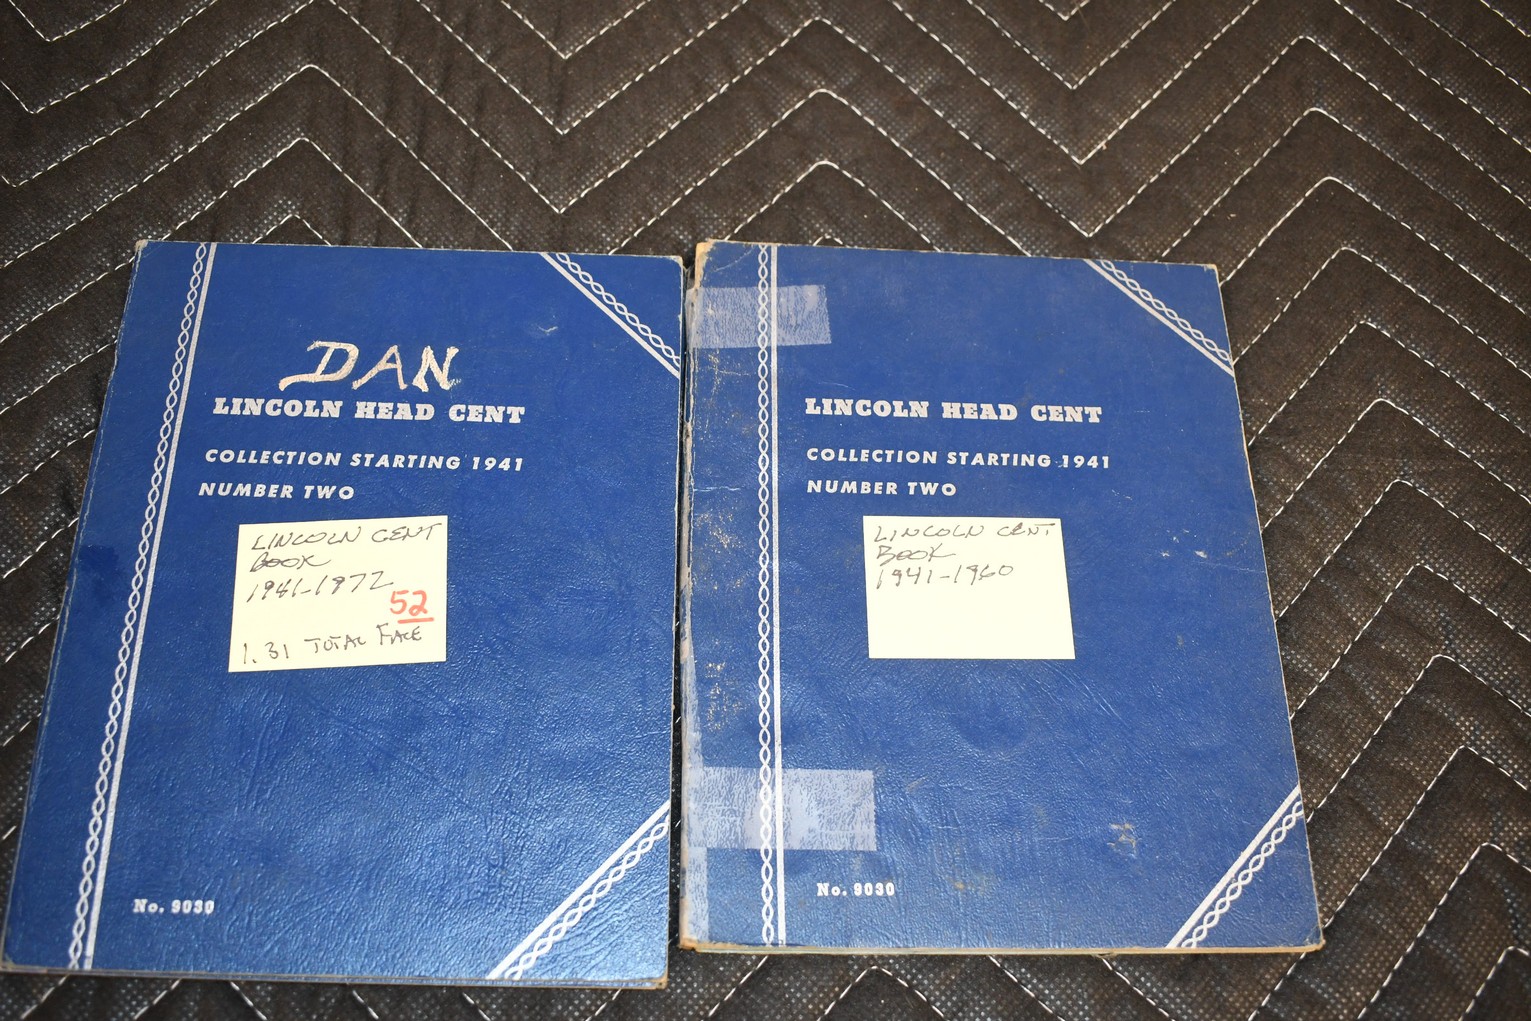 DAN
LINCOLN HEAD CENT
COLLECTION STARTING 1941
NUMBER TWO
LINCOLN CENT
BOOK
1941-1972
52
1.31 TOTAL FACE
No. 9030
LINCOLN HEAD CENT
COLLECTION STARTING 1941
NUMBER TWO
LINCOLN CENT
BOOK
1941-1960
No. 9030